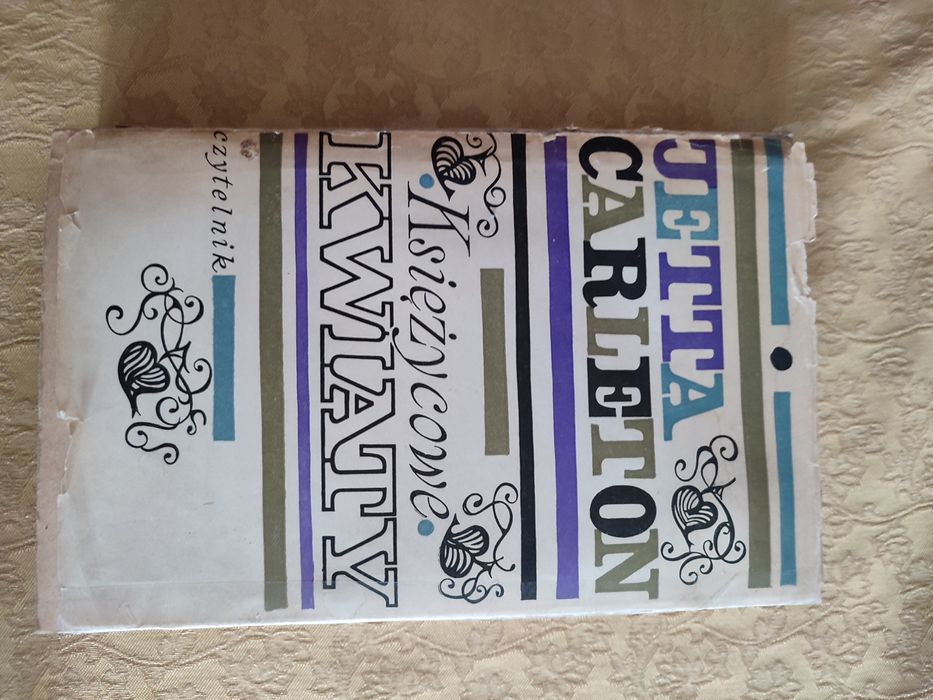 JETTA
CARLETON
Księżycowe
KWIATY
czytelnik